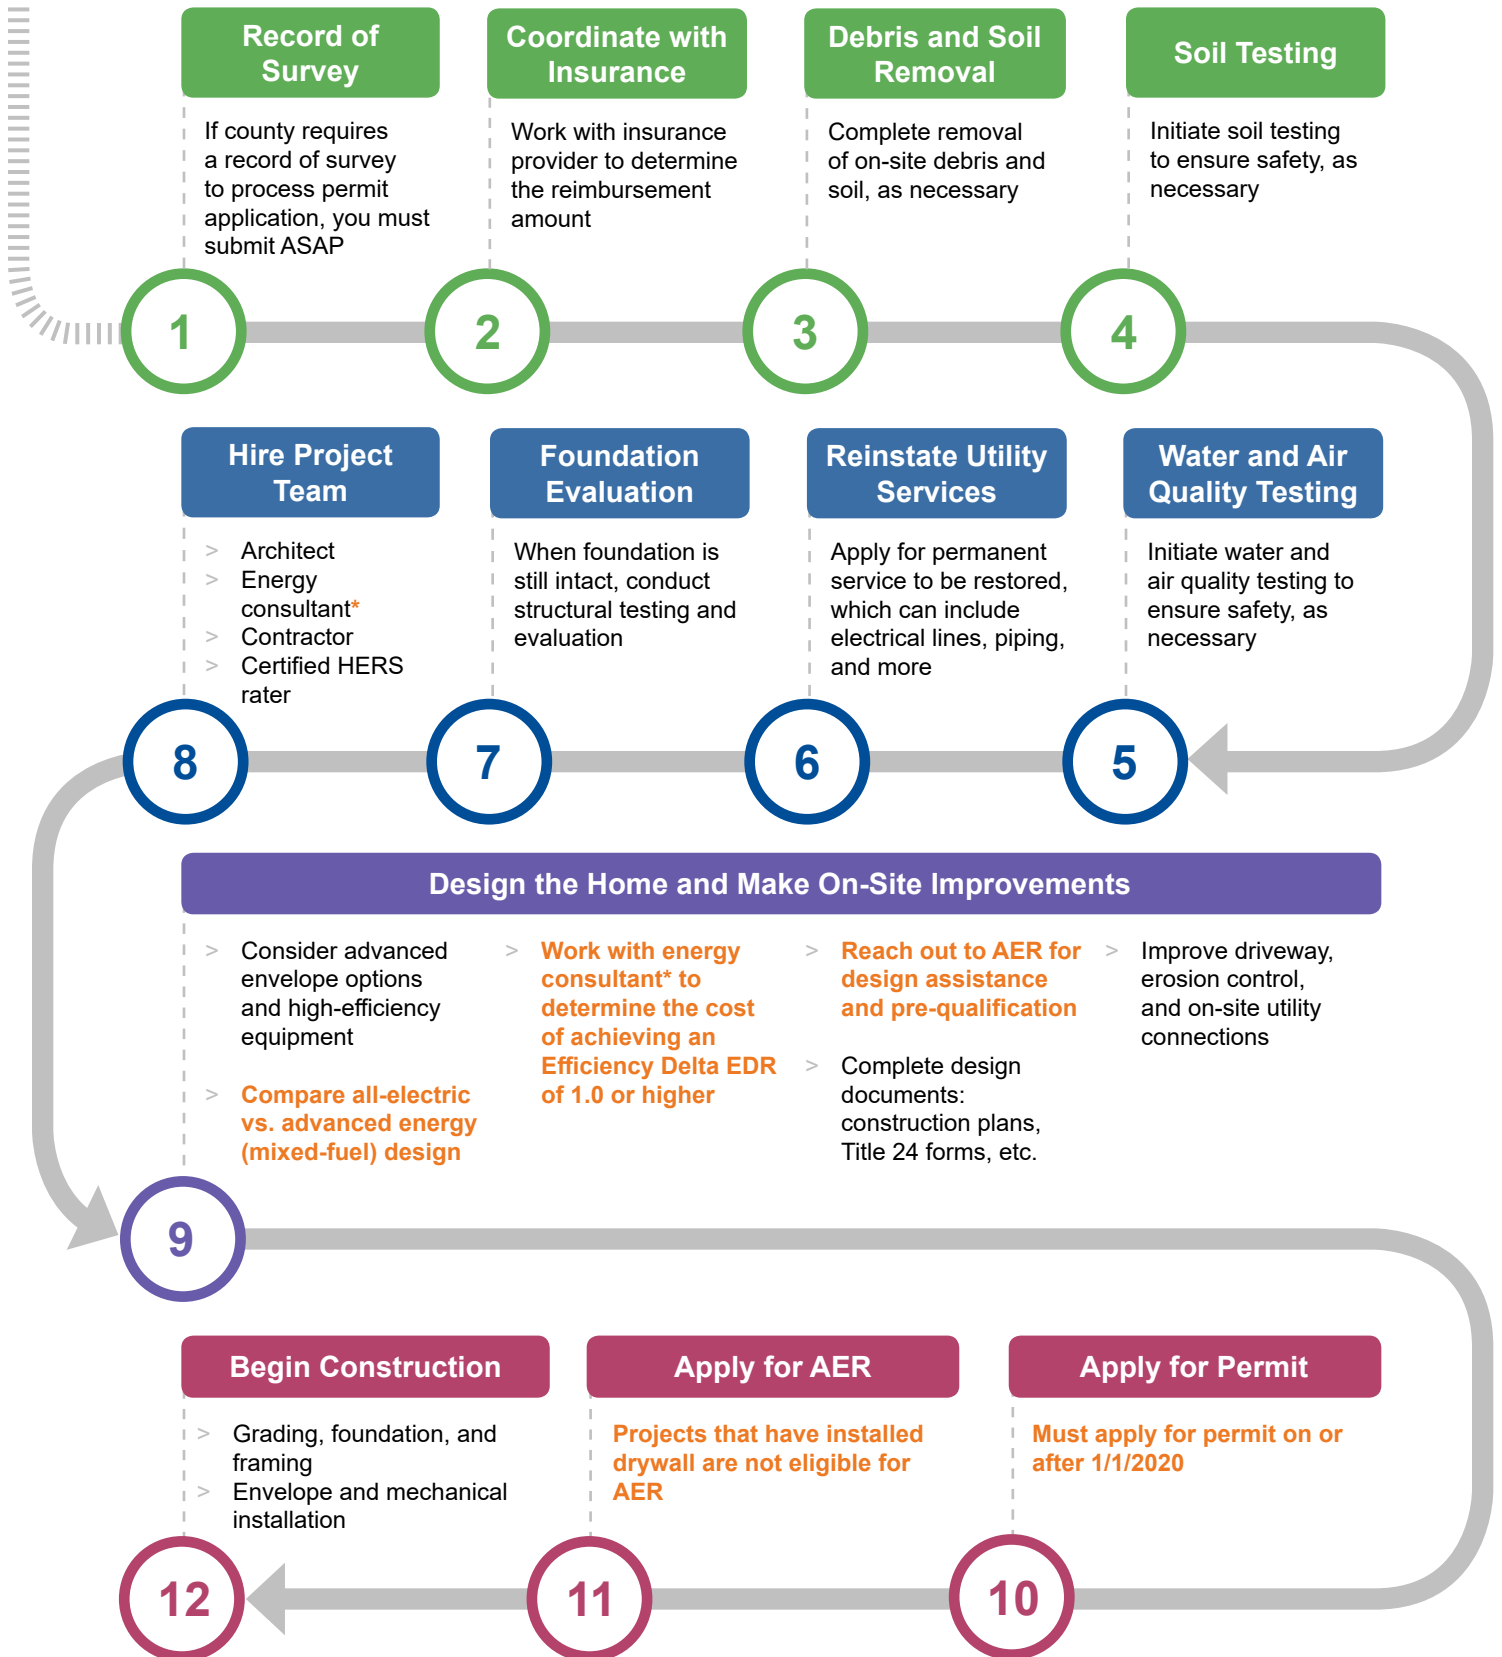 Record of
Survey
If county requires
a record of survey
to process permit
application, you must
submit ASAP
1
Coordinate with
Insurance
Work with insurance
provider to determine
the reimbursement
amount
2
Debris and Soil
Removal
Complete removal
of on-site debris and
soil, as necessary
3
Soil Testing
Initiate soil testing
to ensure safety, as
necessary
4
Water and Air
Quality Testing
Initiate water and
air quality testing to
ensure safety, as
necessary
5
Reinstate Utility
Services
Apply for permanent
service to be restored,
which can include
electrical lines, piping,
and more
6
Foundation
Evaluation
When foundation is
still intact, conduct
structural testing and
evaluation
7
Hire Project
Team
> Architect
> Energy
consultant*
> Contractor
> Certified HERS
rater
8
Design the Home and Make On-Site Improvements
> Consider advanced
envelope options
and high-efficiency
equipment
> Compare all-electric
vs. advanced energy
(mixed-fuel) design
> Work with energy
consultant* to
determine the cost
of achieving an
Efficiency Delta EDR
of 1.0 or higher
> Reach out to AER for
design assistance
and pre-qualification
> Complete design
documents:
construction plans,
Title 24 forms, etc.
> Improve driveway,
erosion control,
and on-site utility
connections
9
Apply for Permit
Must apply for permit on or
after 1/1/2020
10
Apply for AER
Projects that have installed
drywall are not eligible for
AER
11
Begin Construction
> Grading, foundation, and
framing
> Envelope and mechanical
installation
12